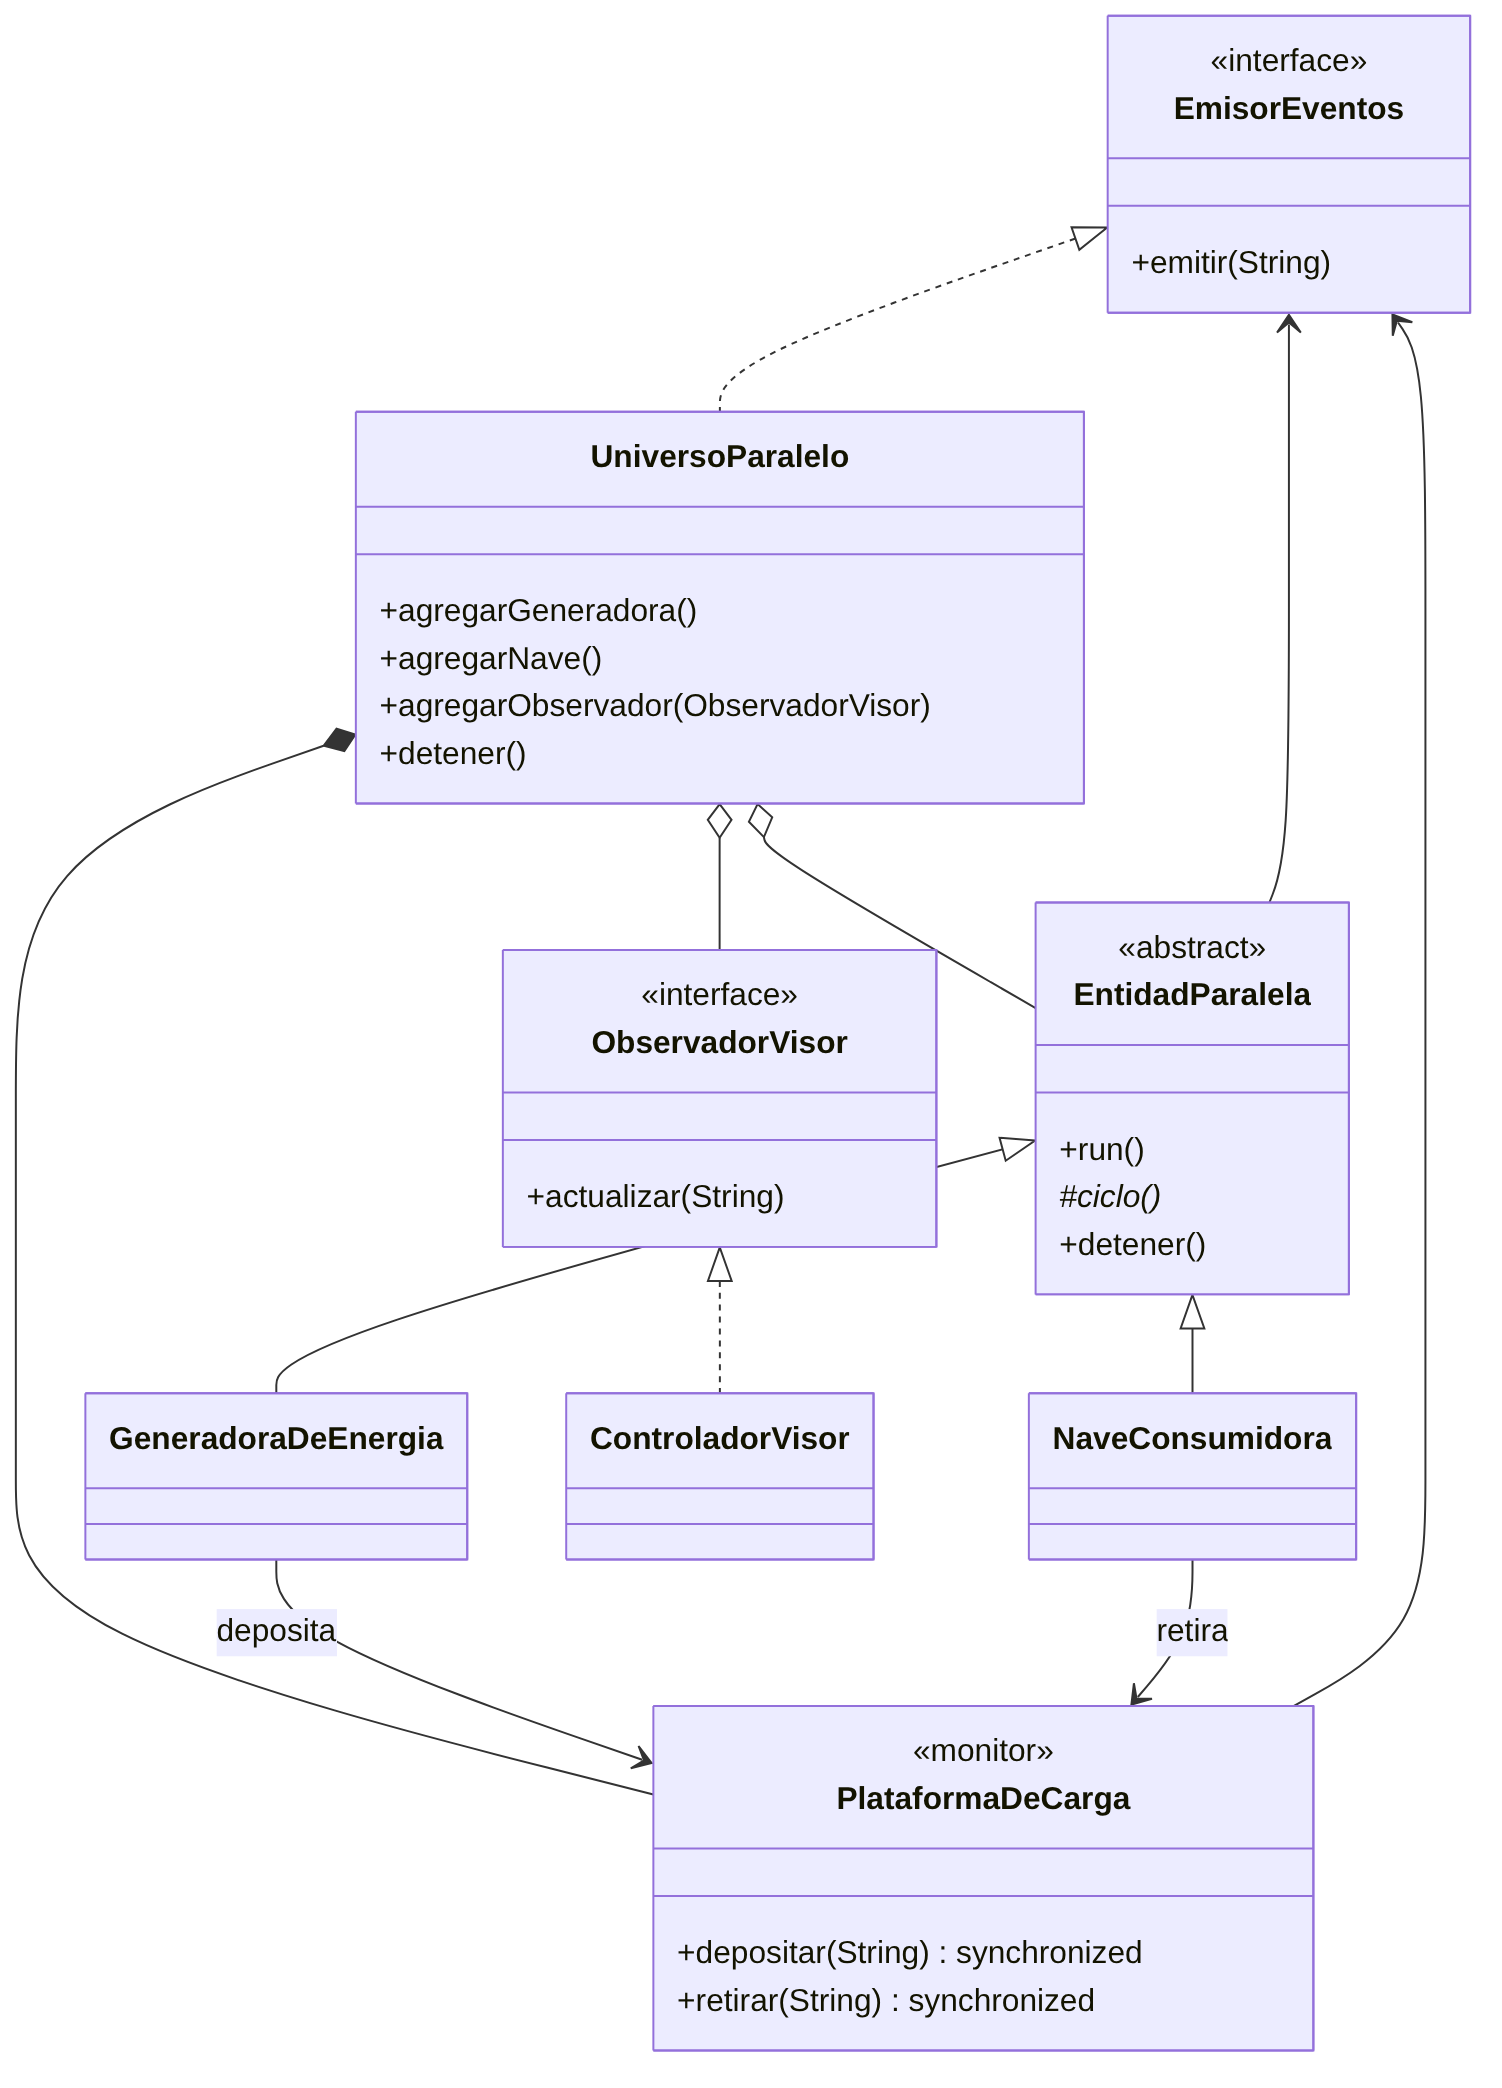 «interface»
EmisorEventos
+emitir(String)
UniversoParalelo
+agregarGeneradora()
+agregarNave()
+agregarObservador(ObservadorVisor)
+detener()
«interface»
ObservadorVisor
+actualizar(String)
«abstract»
EntidadParalela
+run()
#ciclo()
+detener()
GeneradoraDeEnergia
ControladorVisor
NaveConsumidora
deposita
retira
«monitor»
PlataformaDeCarga
+depositar(String) : synchronized
+retirar(String) : synchronized